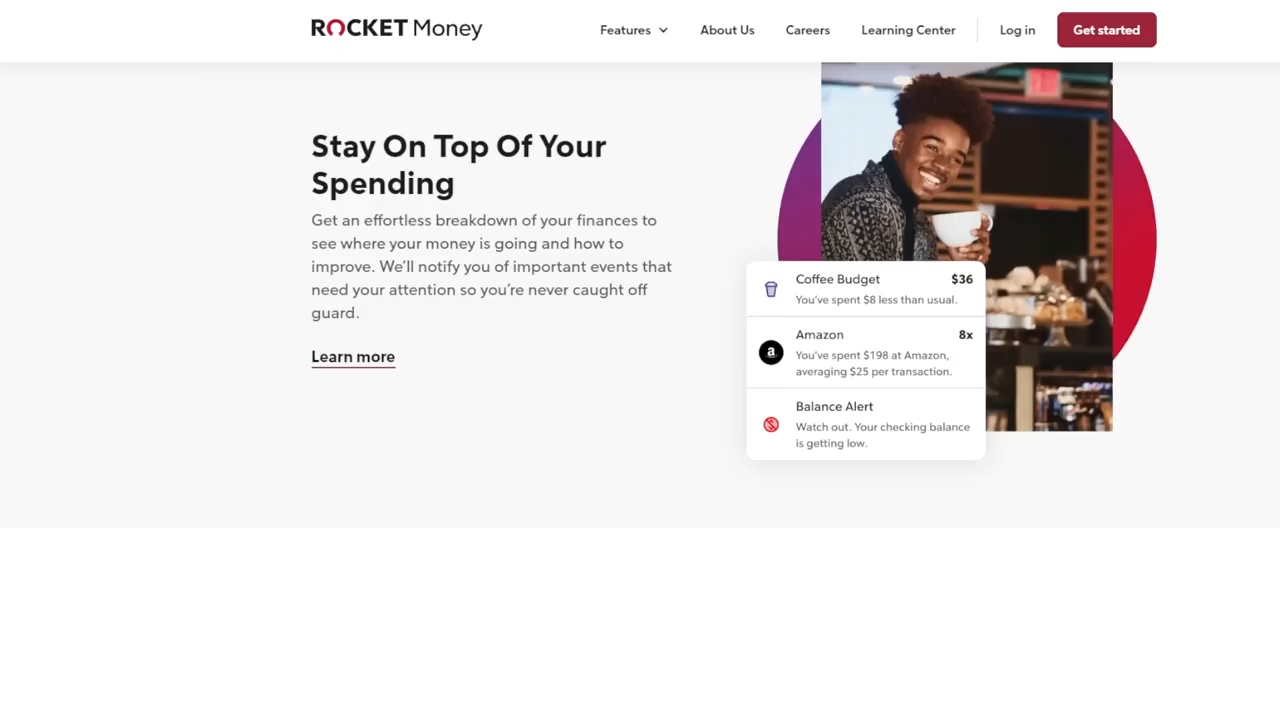 ROCKET Money
Features
About Us
Careers
Learning Center
Log in
Get started
Stay On Top Of Your
Spending
Get an effortless breakdown of your finances to
see where your money is going and how to
improve. We’ll notify you of important events that
need your attention so you’re never caught off
guard.
Learn more
Coffee Budget $36
You’ve spent $8 less than usual.
a
Amazon 8x
You’ve spent $198 at Amazon,
averaging $25 per transaction.
Balance Alert
Watch out. Your checking balance
is getting low.